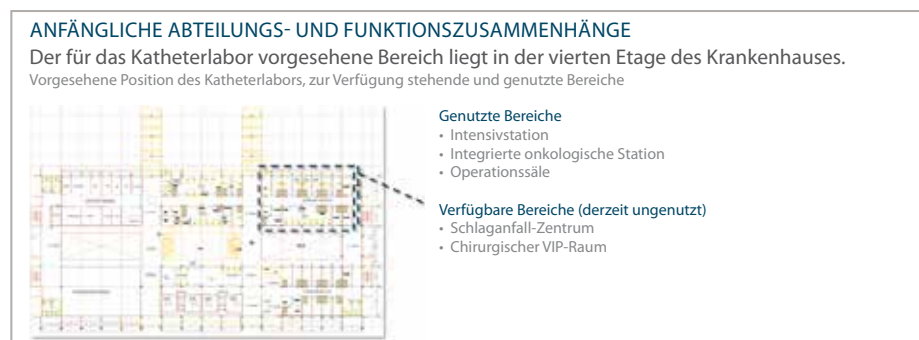 ANFÄNGLICHE ABTEILUNGS- UND FUNKTIONSZUSAMMENHÄNGE
Der für das Katheterlabor vorgesehene Bereich liegt in der vierten Etage des Krankenhauses.
Vorgesehene Position des Katheterlabors, zur Verfügung stehende und genutzte Bereiche
Genutzte Bereiche
• Intensivstation
• Integrierte onkologische Station
• Operationssäle
Verfügbare Bereiche (derzeit ungenutzt)
• Schlaganfall-Zentrum
• Chirurgischer VIP-Raum